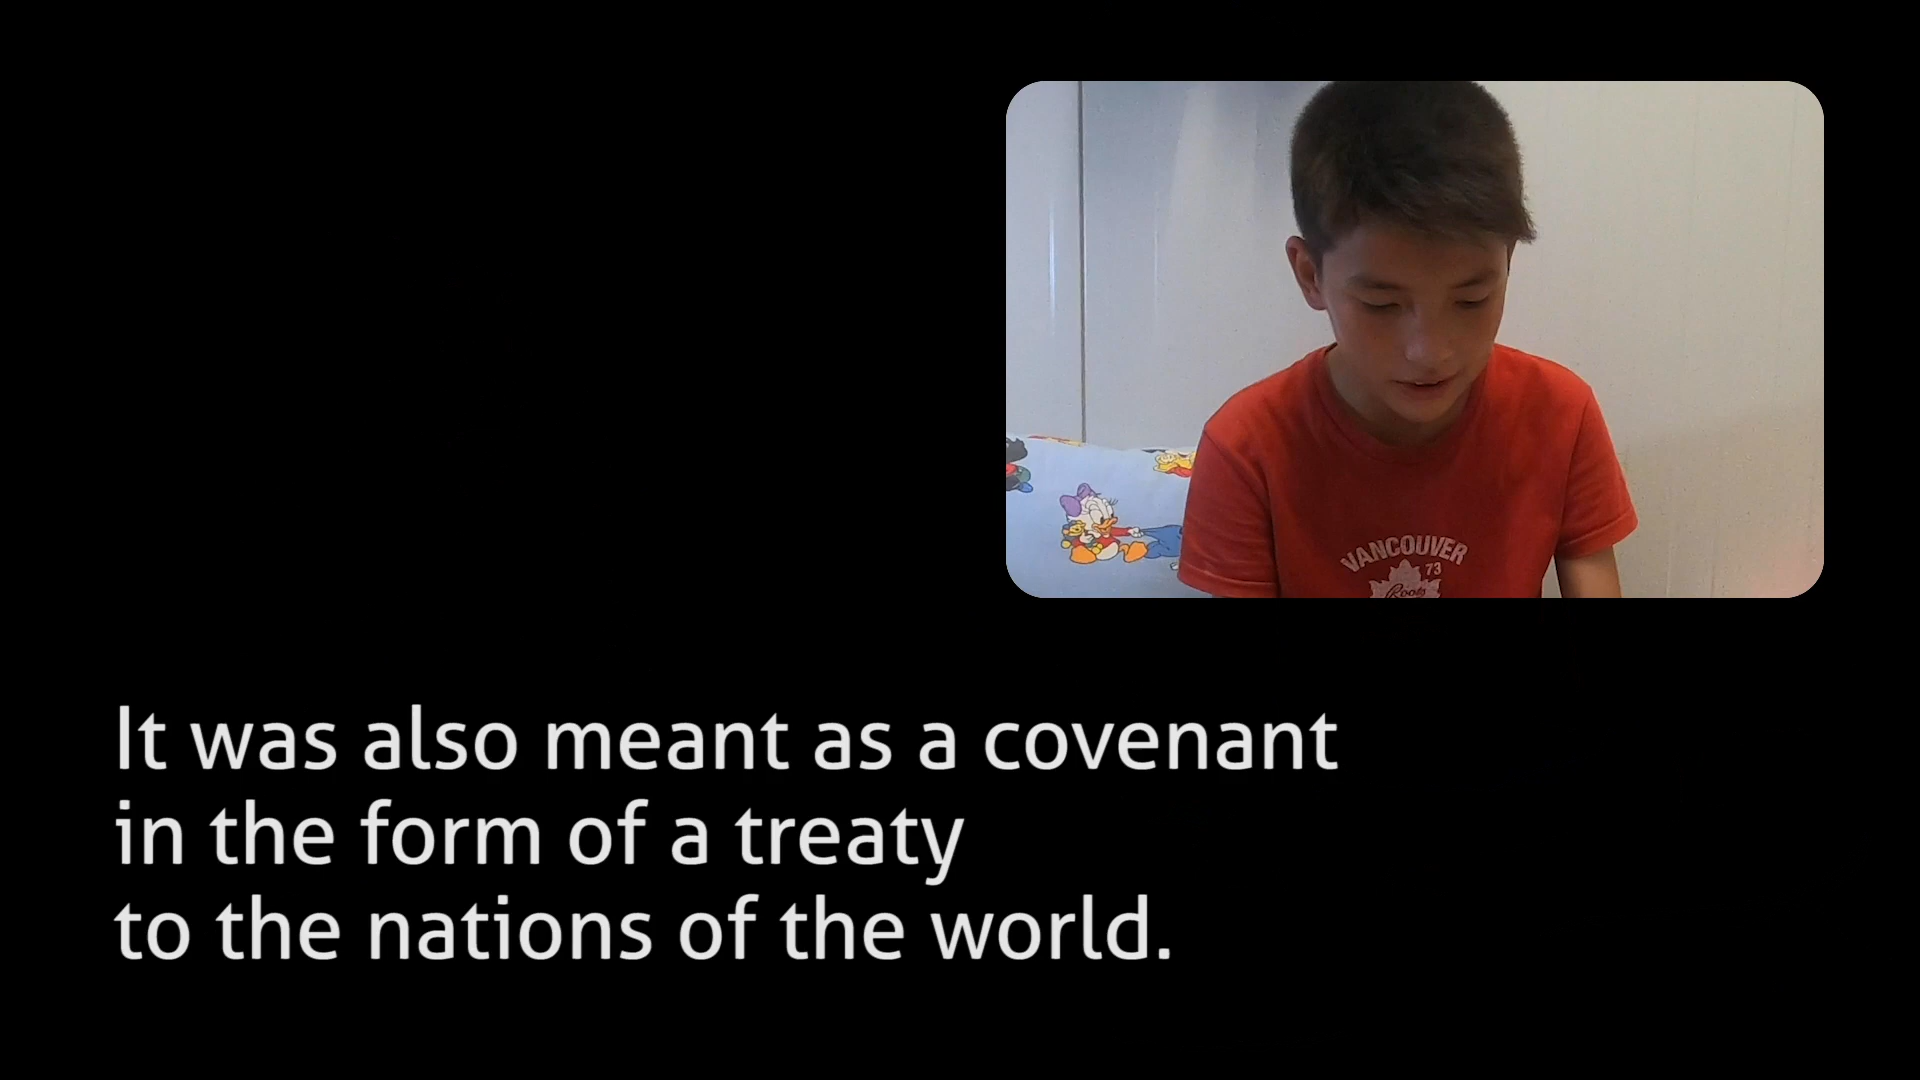 VANCOUVER
73
Roots
It was also meant as a covenant
in the form of a treaty
to the nations of the world.